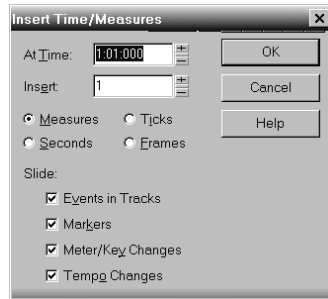 Insert Time/Measures
At Time: 1:01:000 OK
Insert: 1 Cancel
Measures Ticks Help
Seconds Frames
Slide:
Events in Tracks
Markers
Meter/Key Changes
Tempo Changes